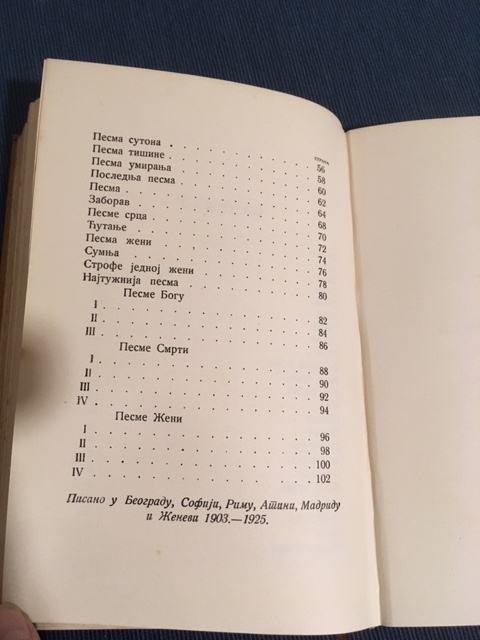 СТРАНА
Песма сутона . . . . . . . . . . 56
Песма тишине . . . . . . . . . . 58
Песма умирања . . . . . . . . . 60
Последња песма . . . . . . . . . 62
Песма . . . . . . . . . . . . . 64
Заборав . . . . . . . . . . . . 68
Песме срца . . . . . . . . . . . 70
Ћутање . . . . . . . . . . . . 72
Песма жени . . . . . . . . . . 74
Сумња . . . . . . . . . . . . . 76
Строфе једној жени . . . . . . . . 78
Најтужнија песма . . . . . . . . . 80
Песме Богу
I . . . . . . . . . . . . . . 82
II . . . . . . . . . . . . . . 84
III . . . . . . . . . . . . . . 86
Песме Смрти
I . . . . . . . . . . . . . . 88
II . . . . . . . . . . . . . . 90
III . . . . . . . . . . . . . . 92
IV . . . . . . . . . . . . . . 94
Песме Жени
I . . . . . . . . . . . . . . 96
II . . . . . . . . . . . . . . 98
III . . . . . . . . . . . . . . 100
IV . . . . . . . . . . . . . . 102
Писано у Београду, Софији, Риму, Атини, Мадриду
и Женеви 1903.—1925.